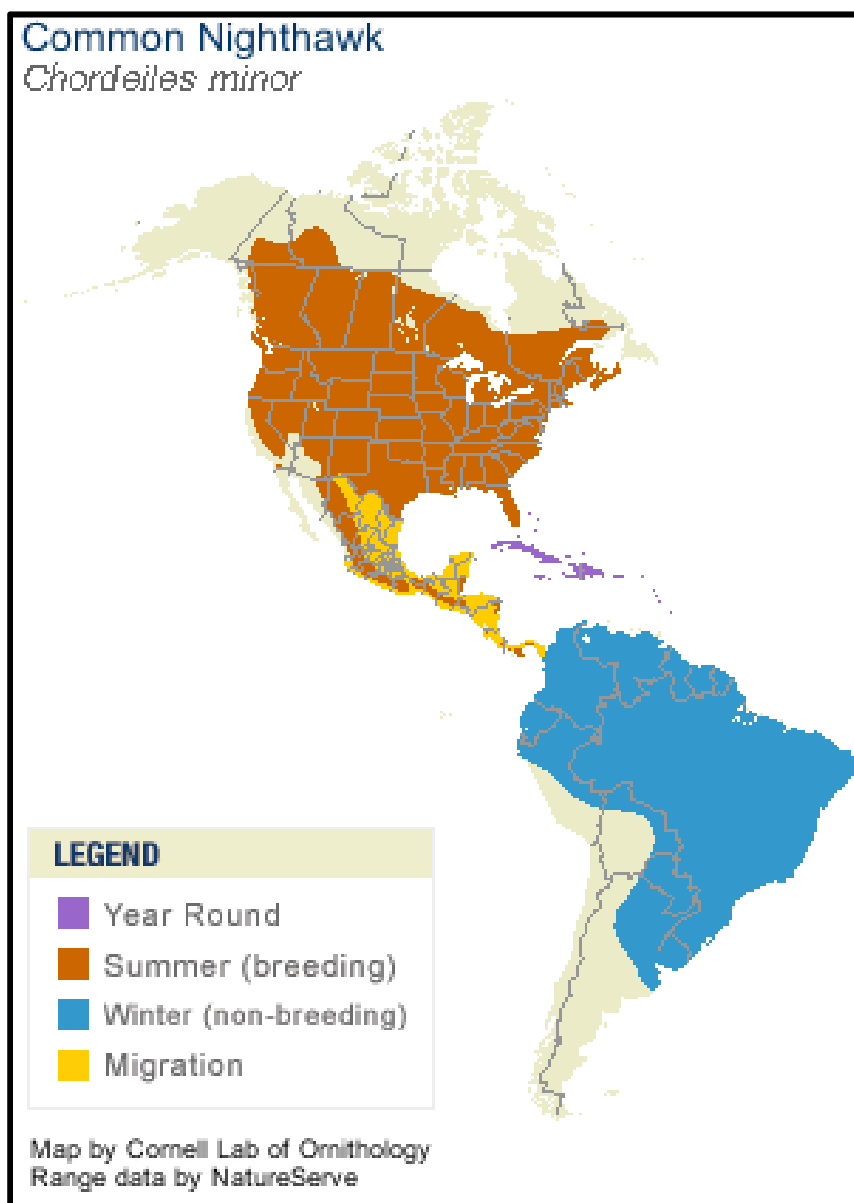 Common Nighthawk
Chordeiles minor
LEGEND
Year Round
Summer (breeding)
Winter (non-breeding)
Migration
Map by Cornell Lab of Ornithology
Range data by NatureServe